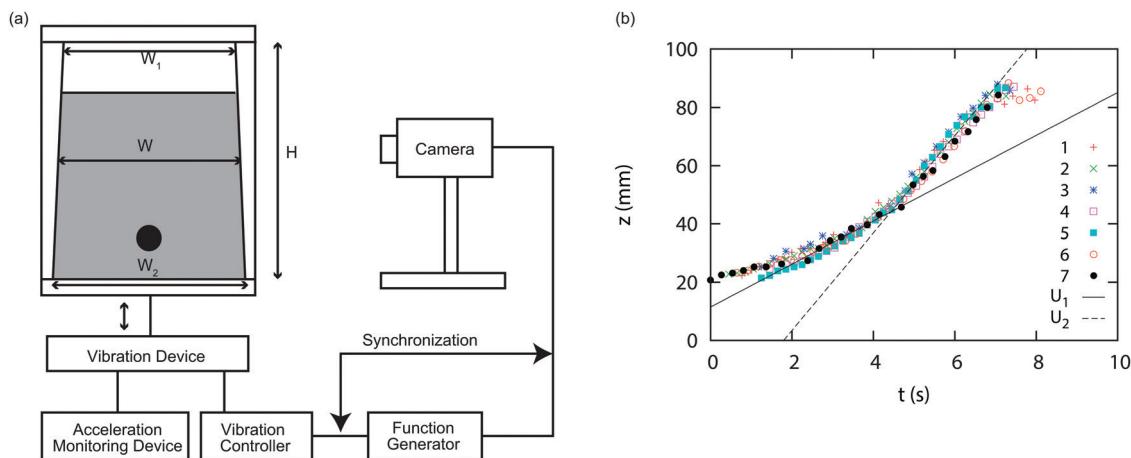 (a)
W1
W
H
W2
Camera
Synchronization
Vibration Device
Acceleration
Monitoring Device
Vibration
Controller
Function
Generator
(b)
100
80
60
40
20
0
z (mm)
0 2 4 6 8 10
t (s)
1
2
3
4
5
6
7
U1
U2